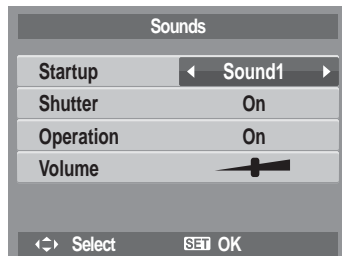 Sounds
Startup Sound1
Shutter On
Operation On
Volume
Select SET OK